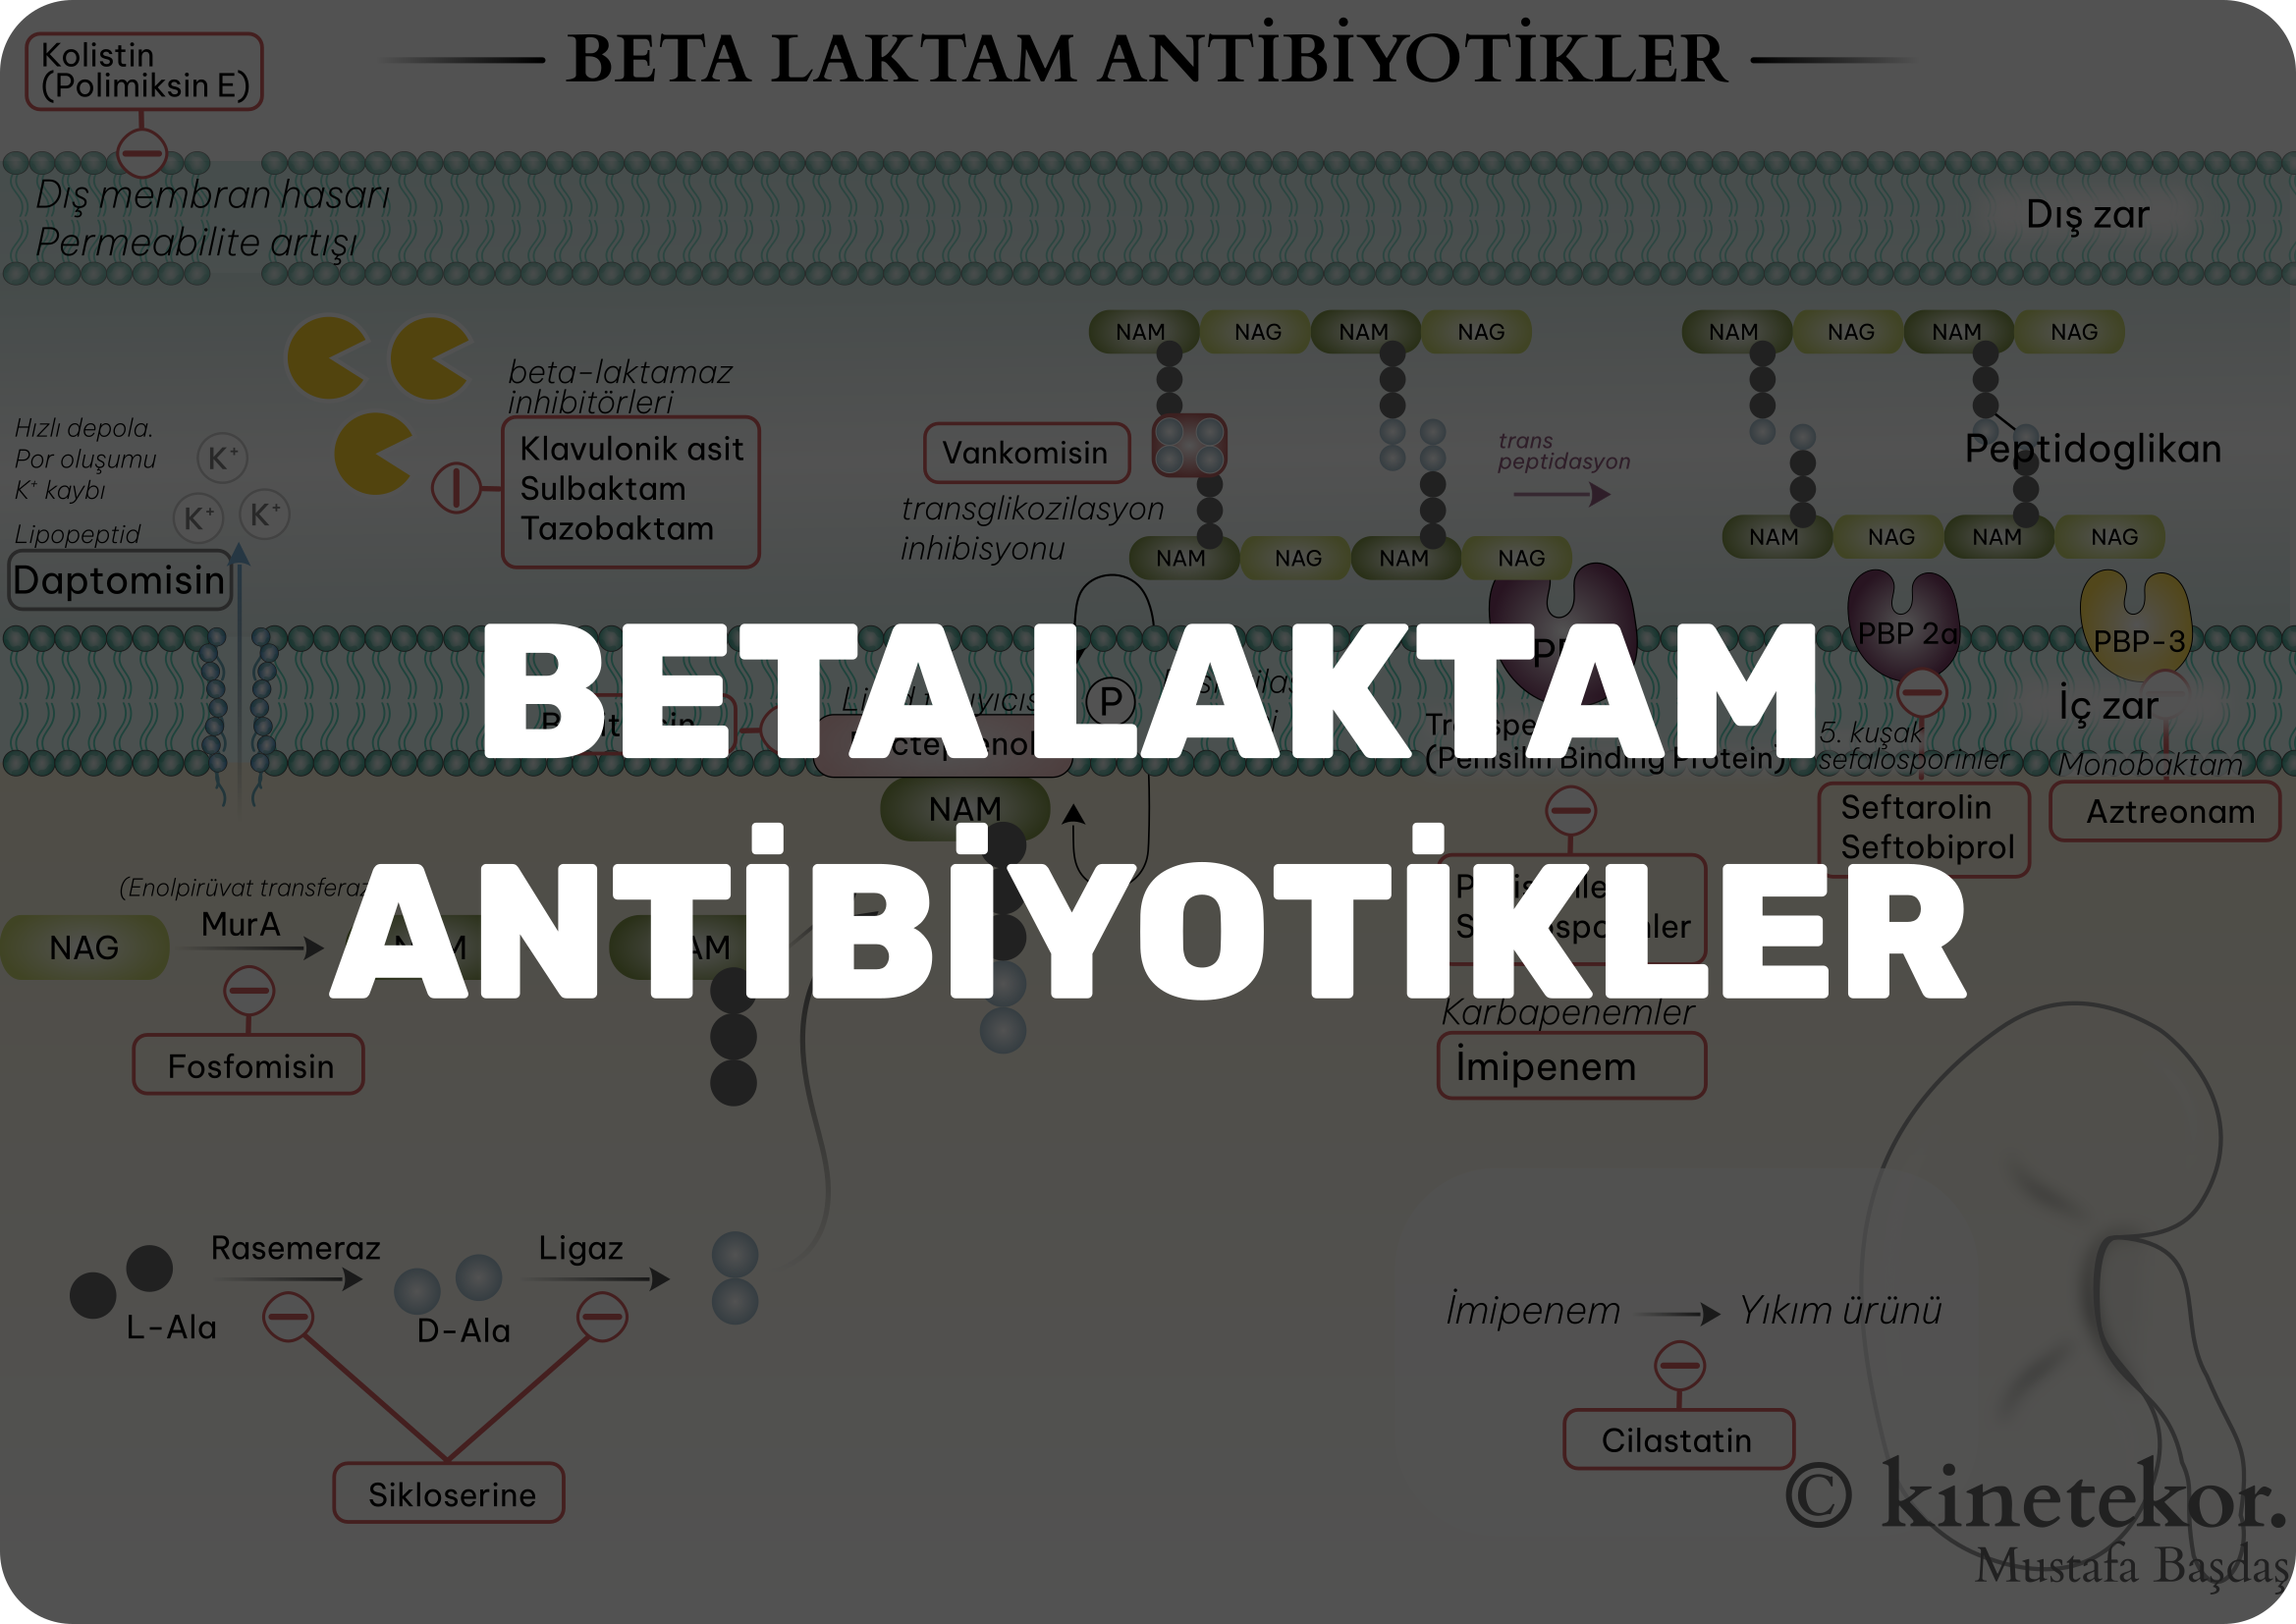 BETA LAKTAM ANTİBİYOTİKLER
Kolistin
(Polimiksin E)
Dış membran hasarı
Permeabilite artışı
Dış zar
NAM NAG NAM NAG
NAM NAG NAM NAG
beta-laktamaz
inhibitörleri
Klavulonik asit
Sulbaktam
Tazobaktam
Hızlı depola.
Por oluşumu
K+ kaybı
K+
K+
K+
Lipopeptid
Daptomisin
Vankomisin
transglikozilasyon
inhibisyonu
trans
peptidasyon
Peptidoglikan
NAM NAG NAM NAG
NAM NAG NAM NAG
PBP 2a
PBP-3
BETA LAKTAM
ANTİBİYOTİKLER
P
İç zar
(Penisilin Binding Protein)
5. kuşak
sefalosporinler
Seftarolin
Seftobiprol
Monobaktam
Aztreonam
NAM
(Enolpirüvat transferaz
MurA
NAG
Fosfomisin
Karbapenemler
İmipenem
Rasemeraz
Ligaz
L-Ala
D-Ala
Sikloserine
İmipenem
Yıkım ürünü
Cilastatin
© kinetekor.
Mustafa Başdaş